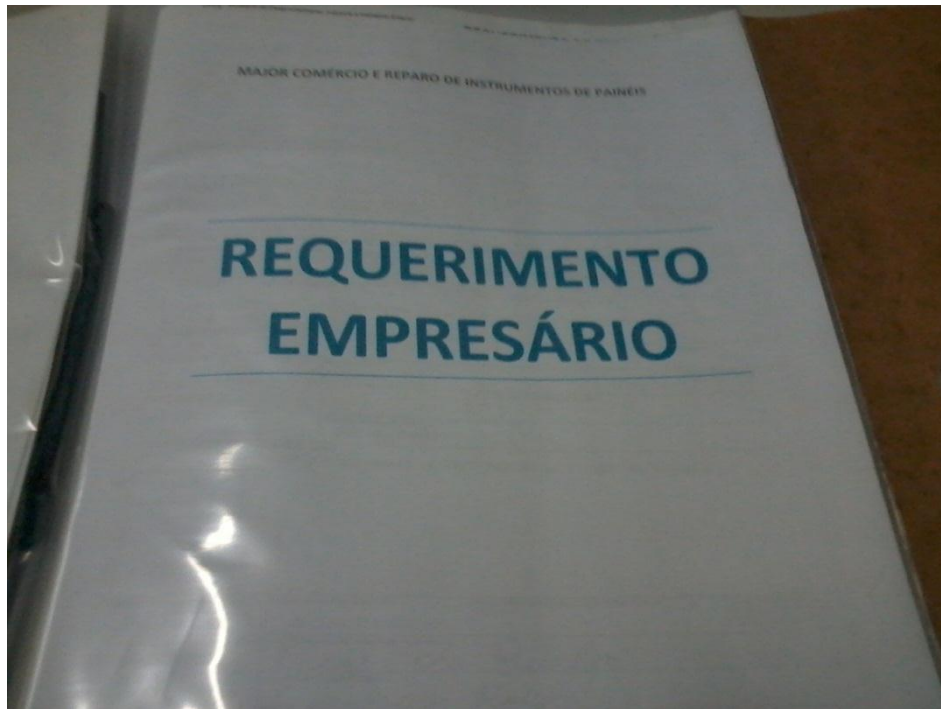 MAJOR COMÉRCIO E REPARO DE INSTRUMENTOS DE PAINÉIS
REQUERIMENTO
EMPRESÁRIO